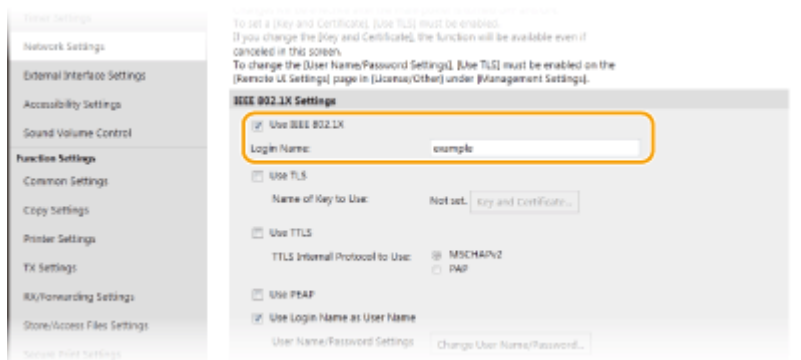 Timer Settings
Network Settings
External Interface Settings
Accessibility Settings
Sound Volume Control
Function Settings
Common Settings
Copy Settings
Printer Settings
TX Settings
RX/Forwarding Settings
Store/Access Files Settings
Secure Print Settings
To set a [Key and Certificate], [Use TLS] must be enabled.
If you change the [Key and Certificate], the function will be available even if
canceled in this screen.
To change the [User Name/Password Settings], [Use TLS] must be enabled on the
[Remote UI Settings] page in [License/Other] under [Management Settings].
IEEE 802.1X Settings
Use IEEE 802.1X
Login Name: example
Use TLS
Name of Key to Use: Not set. Key and Certificate...
Use TTLS
TTLS Internal Protocol to Use: MSCHAPv2
PAP
Use PEAP
Use Login Name as User Name
User Name/Password Settings Change User Name/Password...